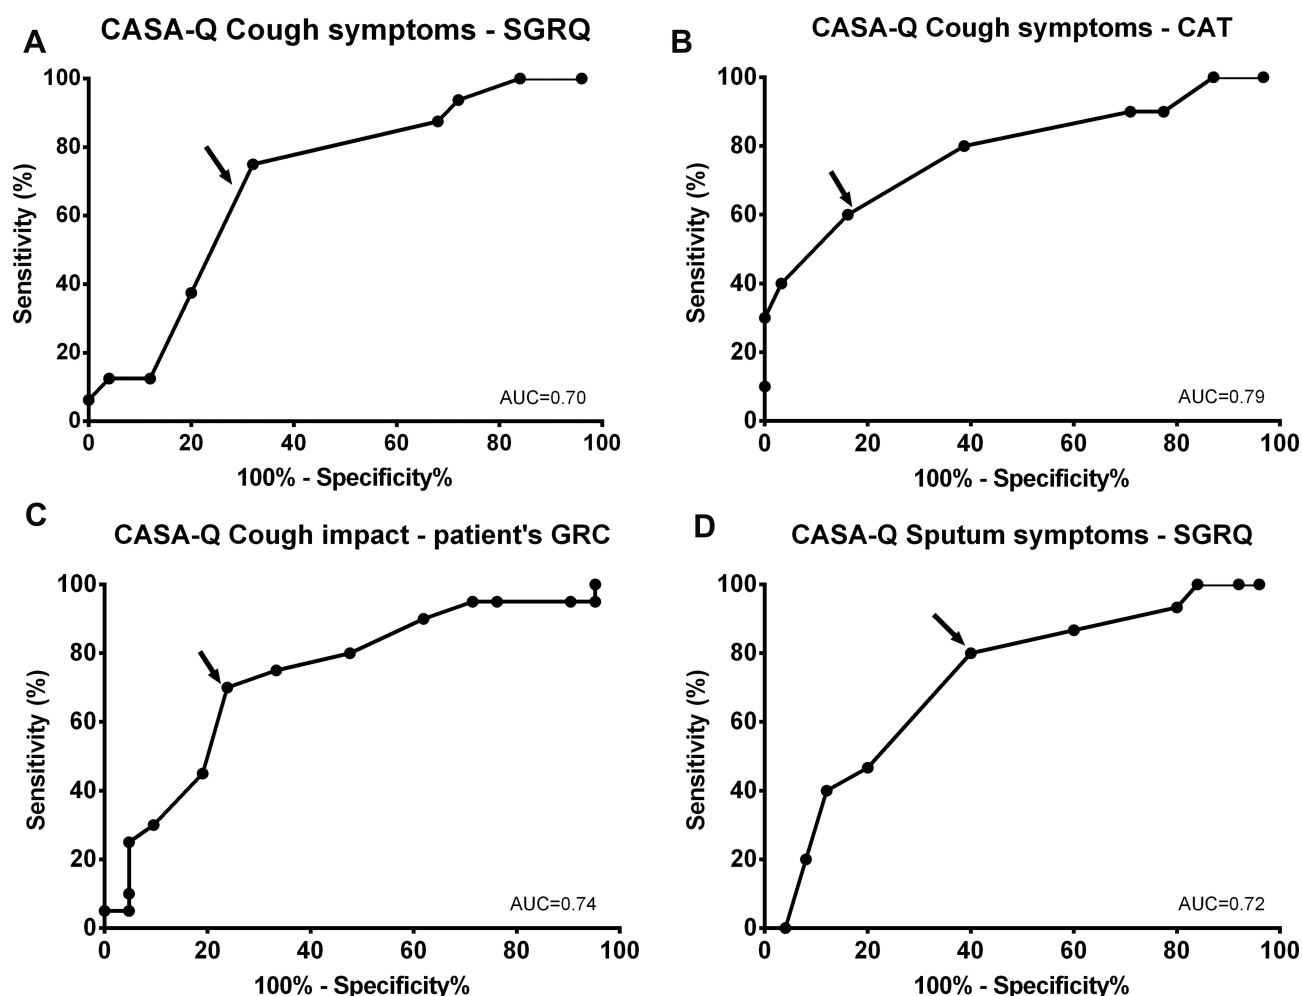 A
CASA-Q Cough symptoms - SGRQ
100
80
60
40
20
0
Sensitivity (%)
AUC=0.70
0 20 40 60 80 100
100% - Specificity%
B
CASA-Q Cough symptoms - CAT
100
80
60
40
20
0
Sensitivity (%)
AUC=0.79
0 20 40 60 80 100
100% - Specificity%
C
CASA-Q Cough impact - patient's GRC
100
80
60
40
20
0
Sensitivity (%)
AUC=0.74
0 20 40 60 80 100
100% - Specificity%
D
CASA-Q Sputum symptoms - SGRQ
100
80
60
40
20
0
Sensitivity (%)
AUC=0.72
0 20 40 60 80 100
100% - Specificity%